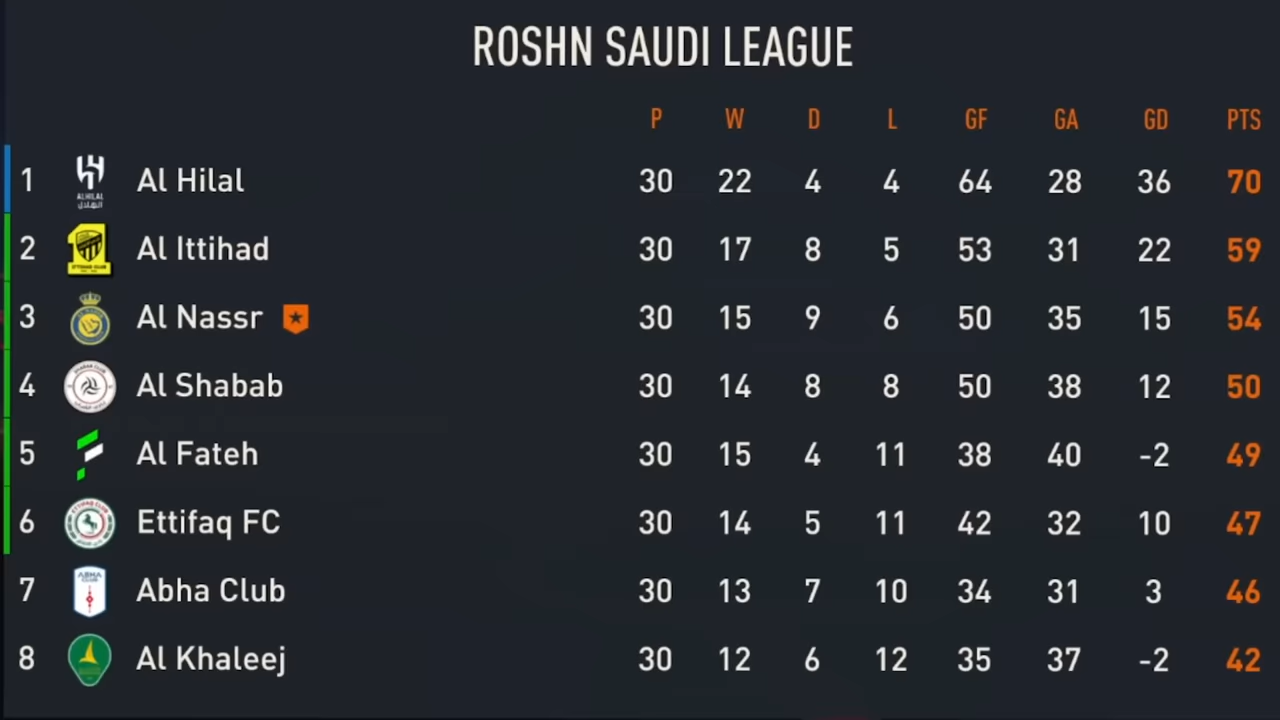 ROSHN SAUDI LEAGUE
P W D L GF GA GD PTS
1 ALHILAL الهلال Al Hilal 30 22 4 4 64 28 36 70
2 Al Ittihad 30 17 8 5 53 31 22 59
3 Al Nassr 30 15 9 6 50 35 15 54
4 Al Shabab 30 14 8 8 50 38 12 50
5 Al Fateh 30 15 4 11 38 40 -2 49
6 Ettifaq FC 30 14 5 11 42 32 10 47
7 ABHA CLUB Abha Club 30 13 7 10 34 31 3 46
8 Al Khaleej 30 12 6 12 35 37 -2 42